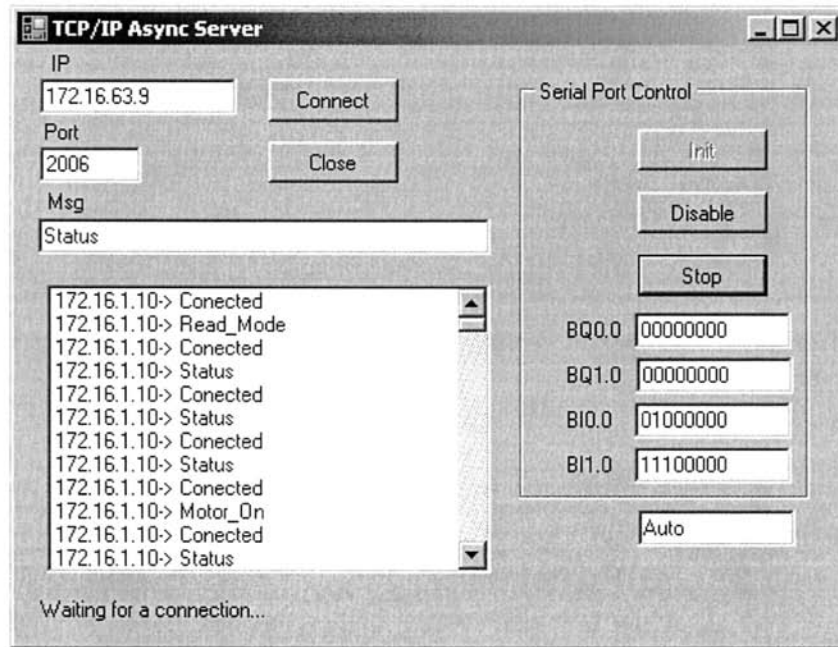 TCP/IP Async Server
IP
172.16.63.9
Connect
Port
2006
Close
Msg
Status
172.16.1.10-> Conected
172.16.1.10-> Read_Mode
172.16.1.10-> Conected
172.16.1.10-> Status
172.16.1.10-> Conected
172.16.1.10-> Status
172.16.1.10-> Conected
172.16.1.10-> Status
172.16.1.10-> Conected
172.16.1.10-> Motor_On
172.16.1.10-> Conected
172.16.1.10-> Status
Waiting for a connection...
Serial Port Control
Init
Disable
Stop
BQ0.0 00000000
BQ1.0 00000000
BI0.0 01000000
BI1.0 11100000
Auto